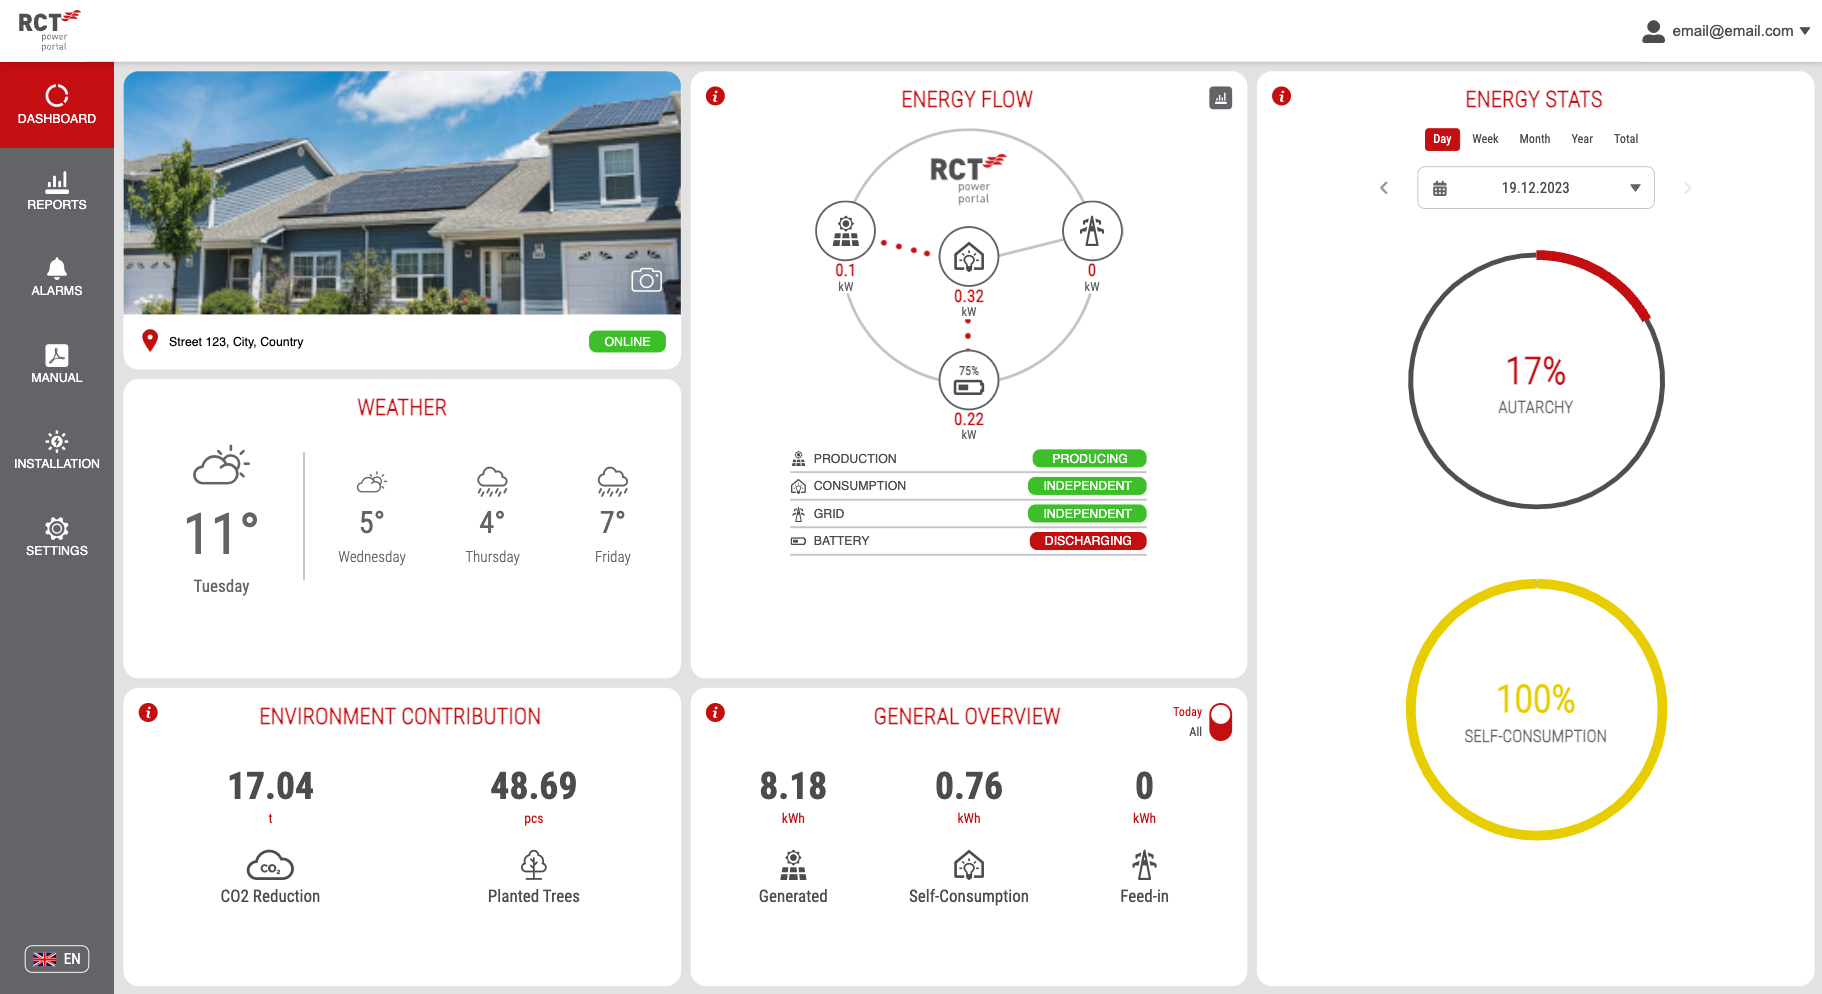 RCT
power
portal
email@email.com
DASHBOARD
REPORTS
ALARMS
MANUAL
INSTALLATION
SETTINGS
EN
Street 123, City, Country
ONLINE
WEATHER
11°
Tuesday
5°
Wednesday
4°
Thursday
7°
Friday
ENERGY FLOW
RCT
power
portal
0.1
kW
0.32
kW
0
kW
75%
0.22
kW
PRODUCTION PRODUCING
CONSUMPTION INDEPENDENT
GRID INDEPENDENT
BATTERY DISCHARGING
ENERGY STATS
Day Week Month Year Total
19.12.2023
17%
AUTARCHY
100%
SELF-CONSUMPTION
ENVIRONMENT CONTRIBUTION
17.04
t
CO₂
CO2 Reduction
48.69
pcs
Planted Trees
GENERAL OVERVIEW
Today
All
8.18
kWh
Generated
0.76
kWh
Self-Consumption
0
kWh
Feed-in